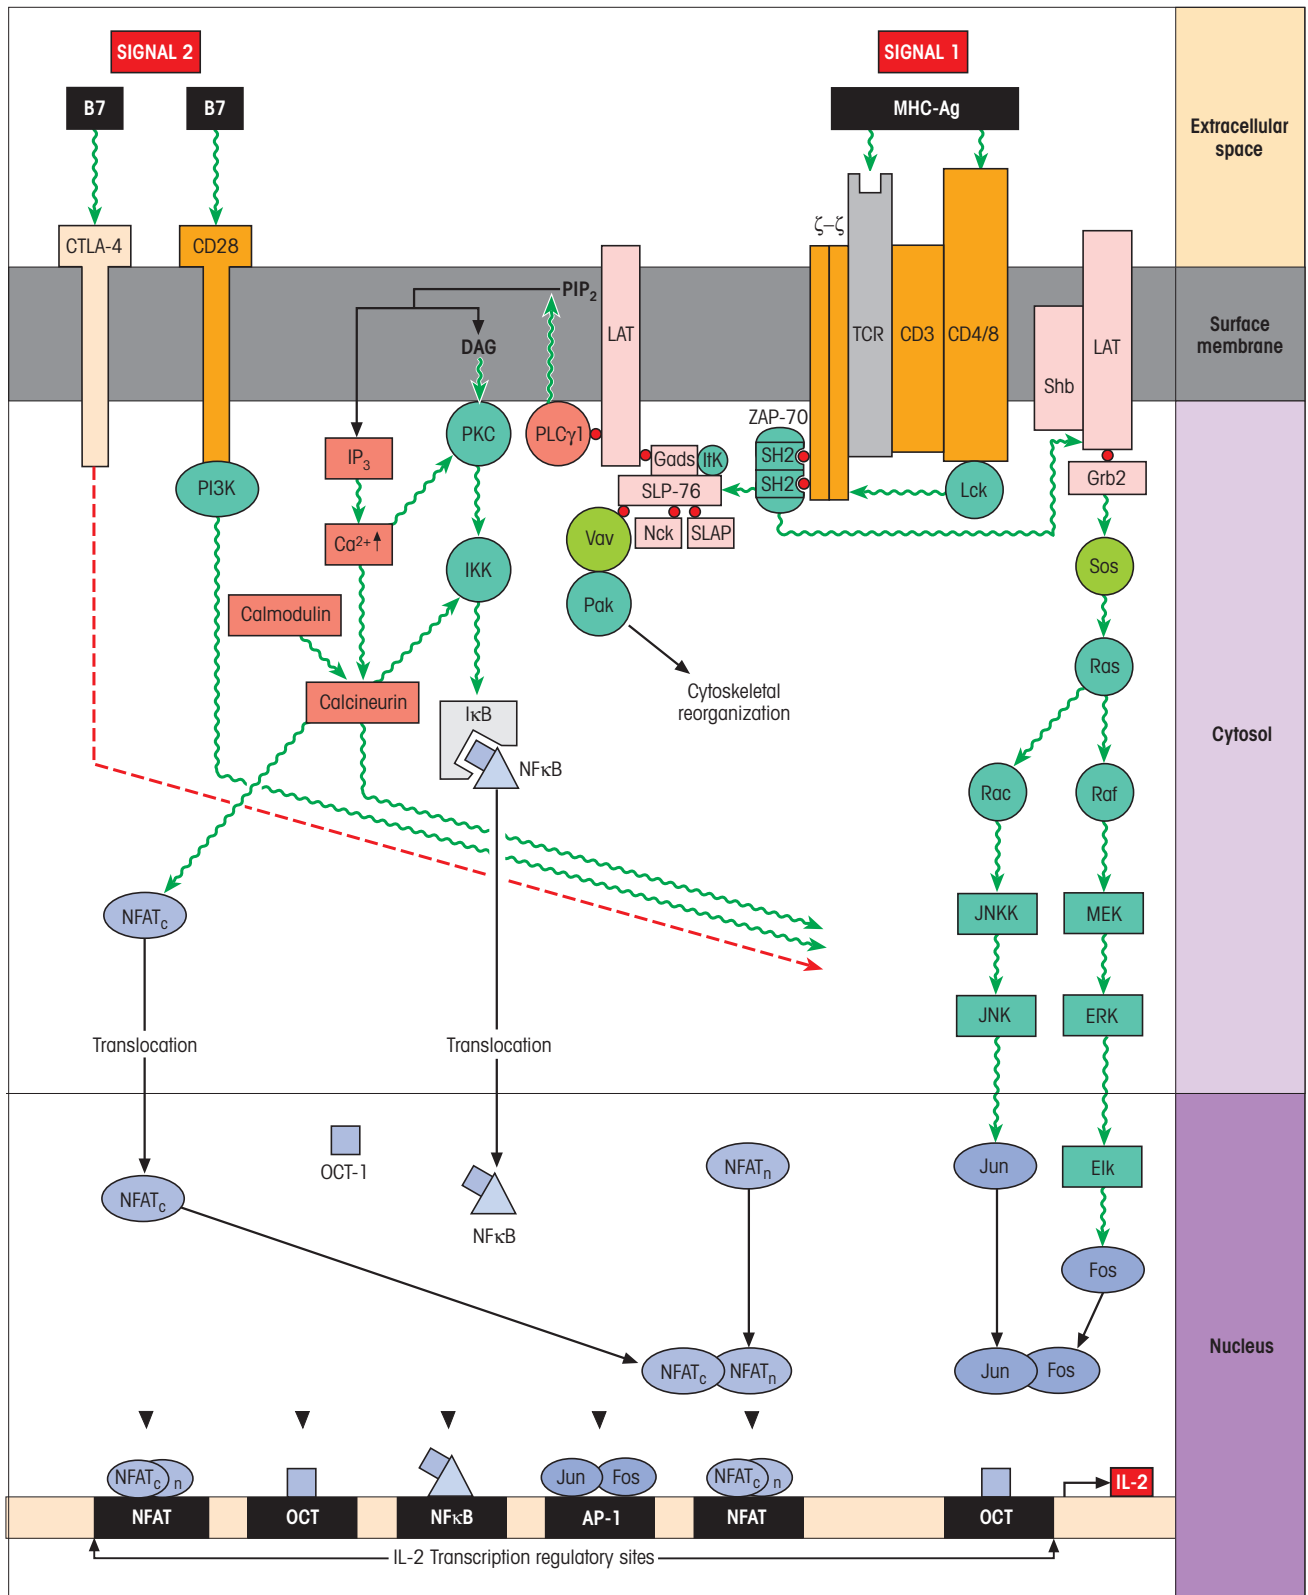 SIGNAL 2
SIGNAL 1
B7
B7
MHC-Ag
Extracellular
space
ζ–ζ
CTLA-4
CD28
PIP2
LAT
TCR
CD3
CD4/8
LAT
Surface
membrane
DAG
Shb
ZAP-70
PKC
PLCγ1
IP3
Gads
ItK
SH2
SH2
Grb2
PI3K
SLP-76
Lck
Ca2+
Vav
Nck
SLAP
IKK
Sos
Calmodulin
Pak
Ras
Calcineurin
Cytoskeletal
reorganization
IκB
NFκB
Cytosol
Rac
Raf
NFATc
JNKK
MEK
JNK
ERK
Translocation
Translocation
OCT-1
NFATn
Jun
Elk
NFATc
NFκB
Fos
NFATc
NFATn
Jun
Fos
Nucleus
NFATc
n
Jun
Fos
NFATc
n
IL-2
NFAT
OCT
NFκB
AP-1
NFAT
OCT
IL-2 Transcription regulatory sites